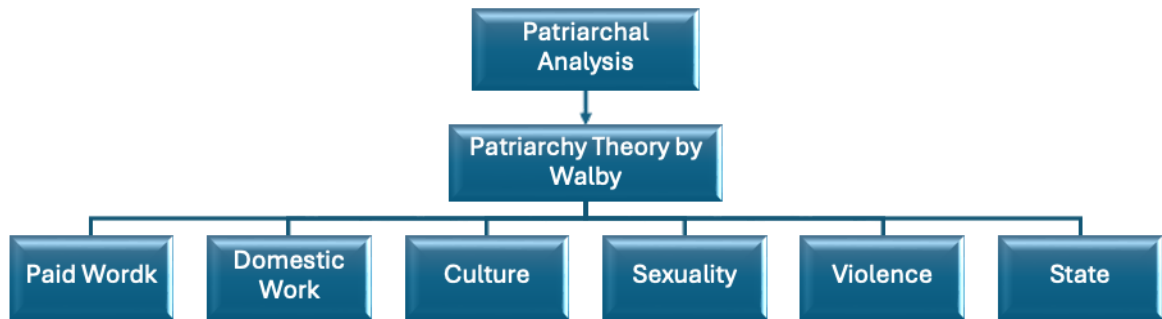 Patriarchal
Analysis
Patriarchy Theory by
Walby
Paid Wordk
Domestic
Work
Culture
Sexuality
Violence
State